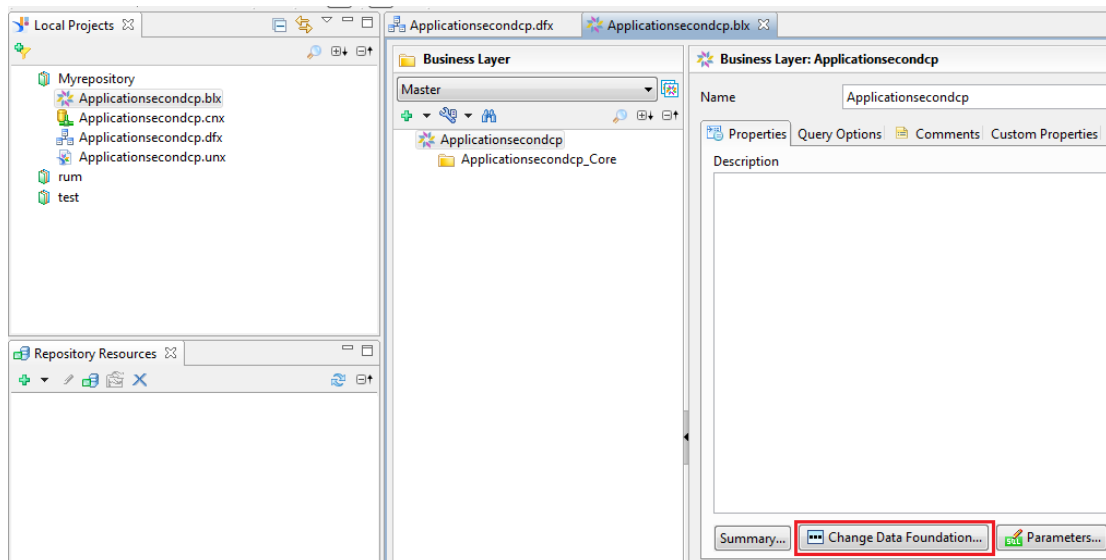 Local Projects
Myrepository
Applicationsecondcp.blx
Applicationsecondcp.cnx
Applicationsecondcp.dfx
Applicationsecondcp.unx
rum
test
Repository Resources
Applicationsecondcp.dfx
Applicationsecondcp.blx
Business Layer
Master
Applicationsecondcp
Applicationsecondcp_Core
Business Layer: Applicationsecondcp
Name
Applicationsecondcp
Properties Query Options Comments Custom Properties
Description
Summary... Change Data Foundation... Parameters...